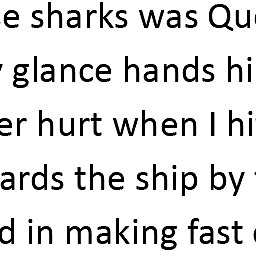 e sharks was Que
glance hands hi
er hurt when I hi
ards the ship by
d in making fast